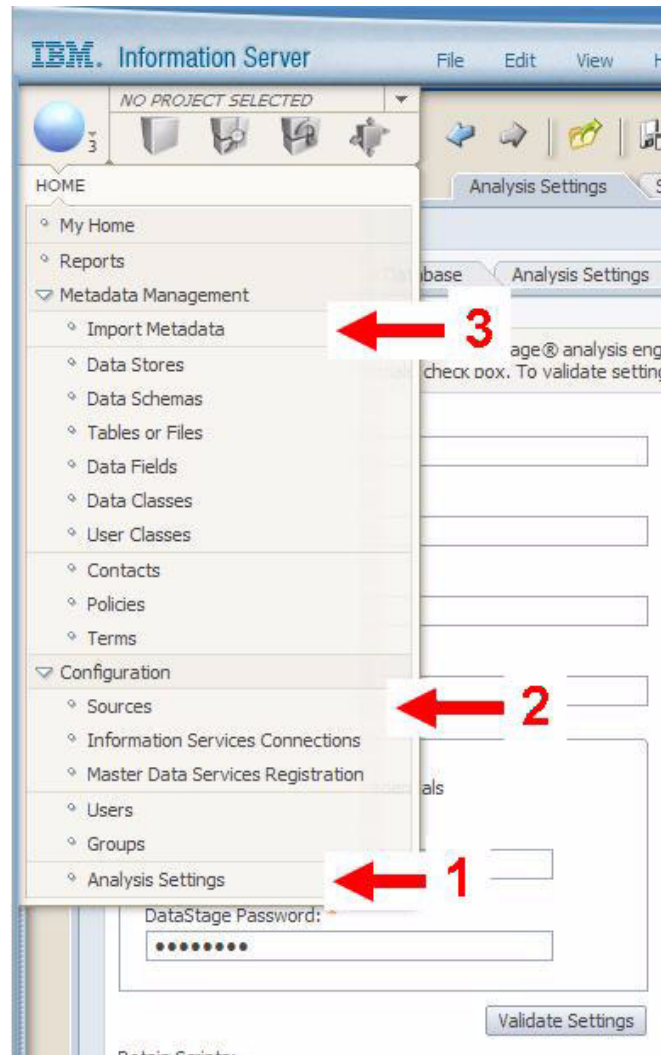 IBM. Information Server
File Edit View
NO PROJECT SELECTED
3
HOME
Analysis Settings
My Home
Reports
Analysis Settings
Metadata Management
Import Metadata
3
age® analysis eng
Data Stores
check box. To validate setting
Data Schemas
Tables or Files
Data Fields
Data Classes
User Classes
Contacts
Policies
Terms
Configuration
Sources
2
Information Services Connections
Master Data Services Registration
Users
Groups
Analysis Settings
1
DataStage Password: *
Validate Settings